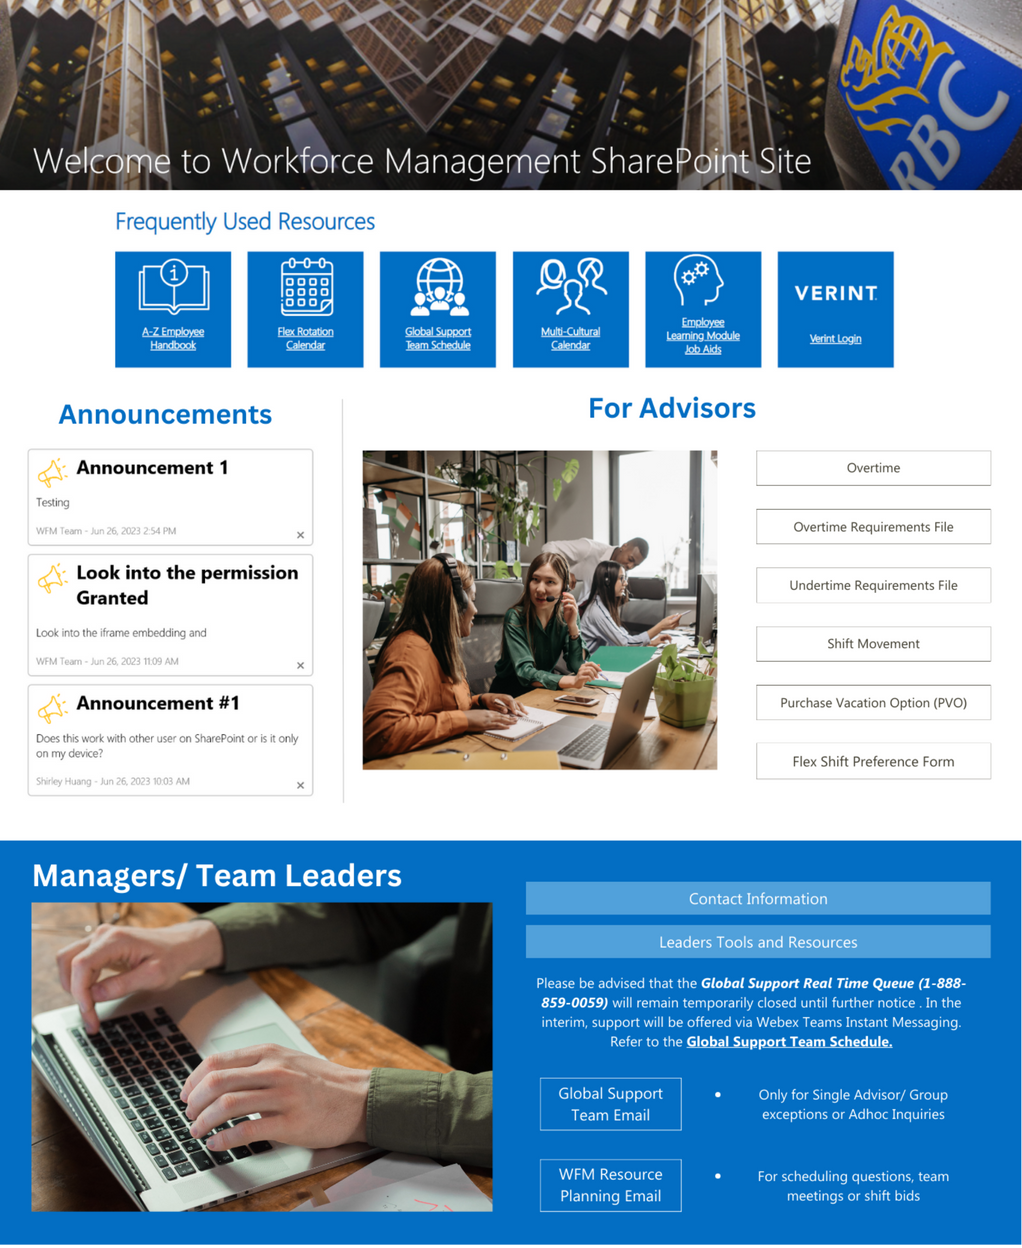 RBC
Welcome to Workforce Management SharePoint Site
Frequently Used Resources
A-Z Employee
Handbook
Flex Rotation
Calendar
Global Support
Team Schedule
Multi-Cultural
Calendar
Employee
Learning Module
Job Aids
VERINT.
Verint Login
Announcements
Announcement 1
Testing
WFM Team - Jun 26, 2023 2:54 PM
Look into the permission
Granted
Look into the iframe embedding and
WFM Team - Jun 26, 2023 11:09 AM
Announcement #1
Does this work with other user on SharePoint or is it only
on my device?
Shirley Huang - Jun 26, 2023 10:03 AM
For Advisors
Overtime
Overtime Requirements File
Undertime Requirements File
Shift Movement
Purchase Vacation Option (PVO)
Flex Shift Preference Form
Managers/ Team Leaders
Contact Information
Leaders Tools and Resources
Please be advised that the Global Support Real Time Queue (1-888-
859-0059) will remain temporarily closed until further notice . In the
interim, support will be offered via Webex Teams Instant Messaging.
Refer to the Global Support Team Schedule.
Global Support
Team Email
• Only for Single Advisor/ Group
exceptions or Adhoc Inquiries
WFM Resource
Planning Email
• For scheduling questions, team
meetings or shift bids